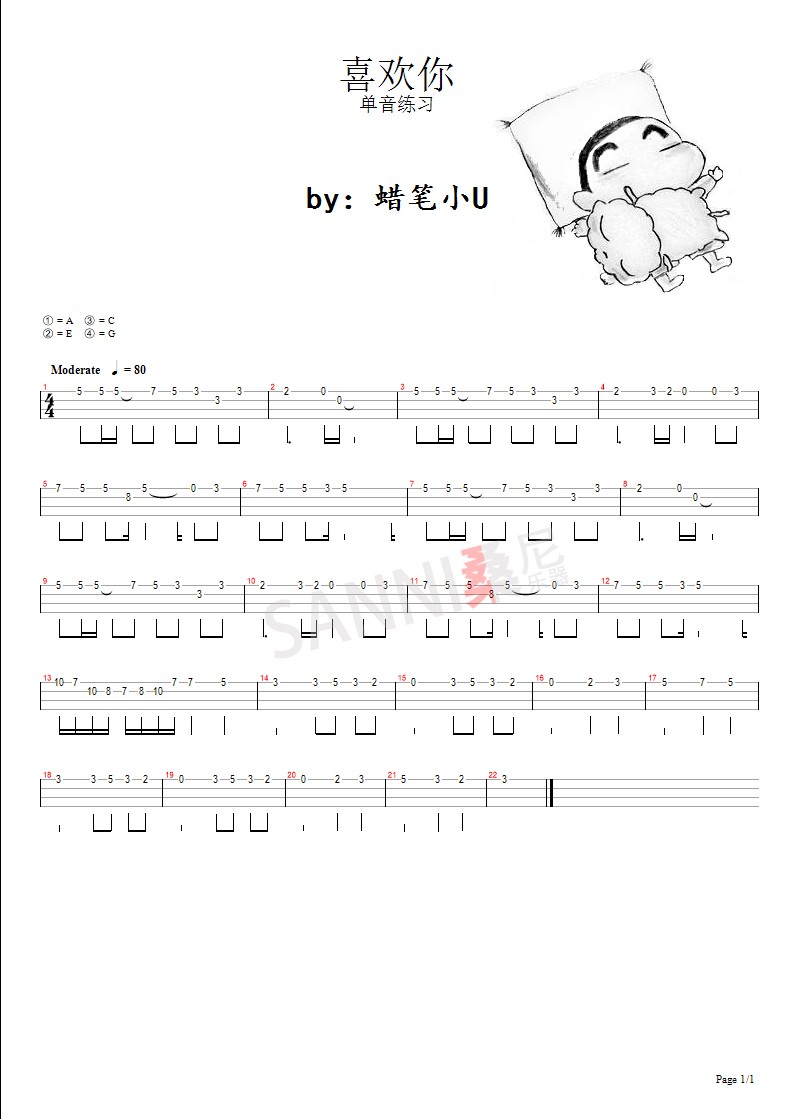 喜欢你
单音练习
by: 蜡笔小U
① = A ③ = C
② = E ④ = G
Moderate ♩ = 80
4/4
1 5 5 5 7 5 3 3 3 2 2 0 0 3 5 5 5 7 5 3 3 3 4 2 3 2 0 0 3
5 7 5 5 8 5 0 3 6 7 5 5 3 5 7 5 5 5 7 5 3 3 3 8 2 0 0
SANNI桑尼乐器
9 5 5 5 7 5 3 3 3 10 2 3 2 0 0 3 11 7 5 5 8 5 0 3 12 7 5 5 3 5
13 10 7 10 8 7 8 10 7 7 5 14 3 3 5 3 2 15 0 3 5 3 2 16 0 2 3 17 5 7 5
18 3 3 5 3 2 19 0 3 5 3 2 20 0 2 3 21 5 3 2 22 3
Page 1/1